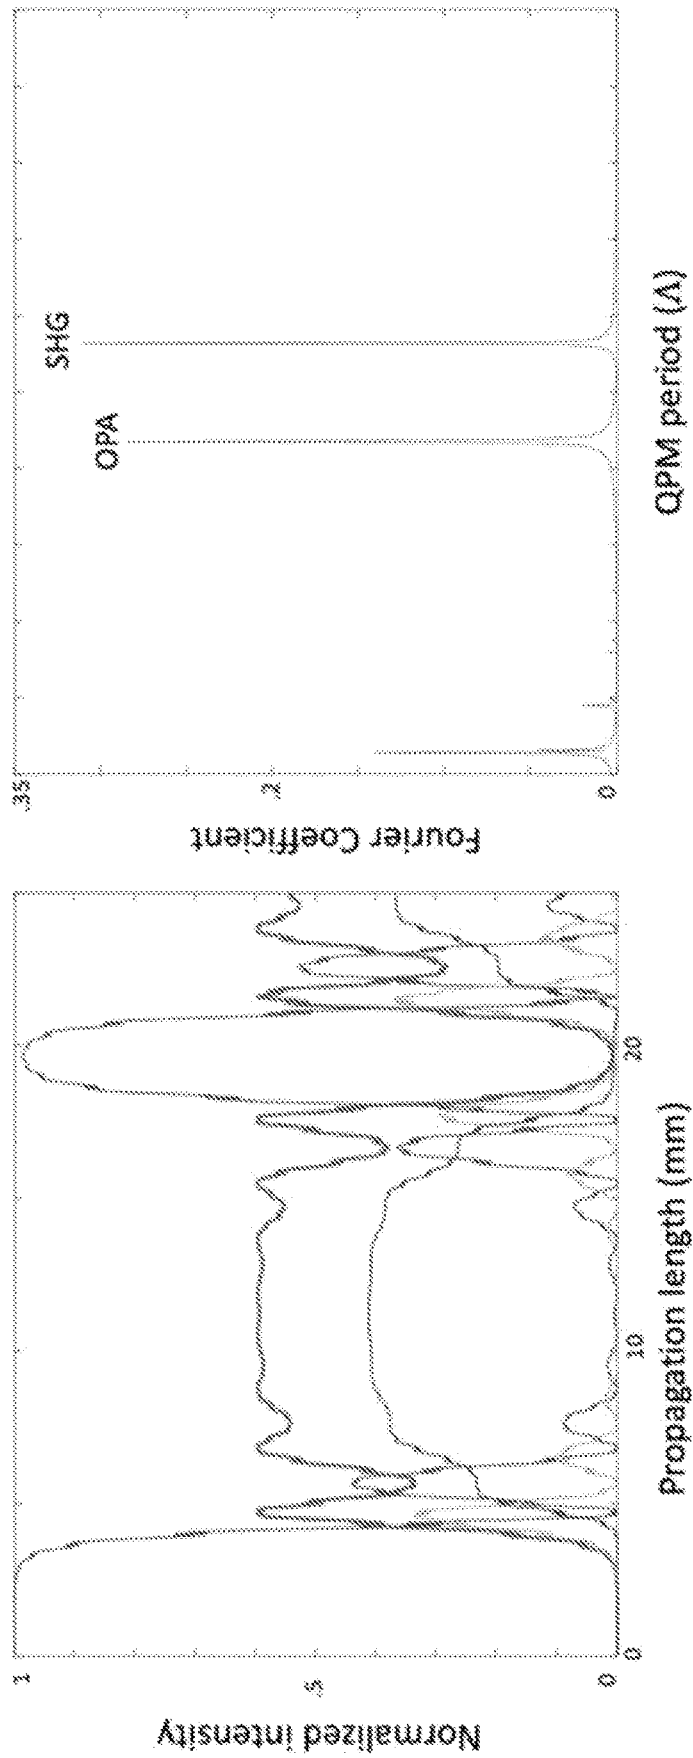 Normalized intensity
1
.5
0
0
10
20
Propagation length (mm)
Fourier Coefficient
.35
.2
0
OPA
SHG
QPM period (Λ)